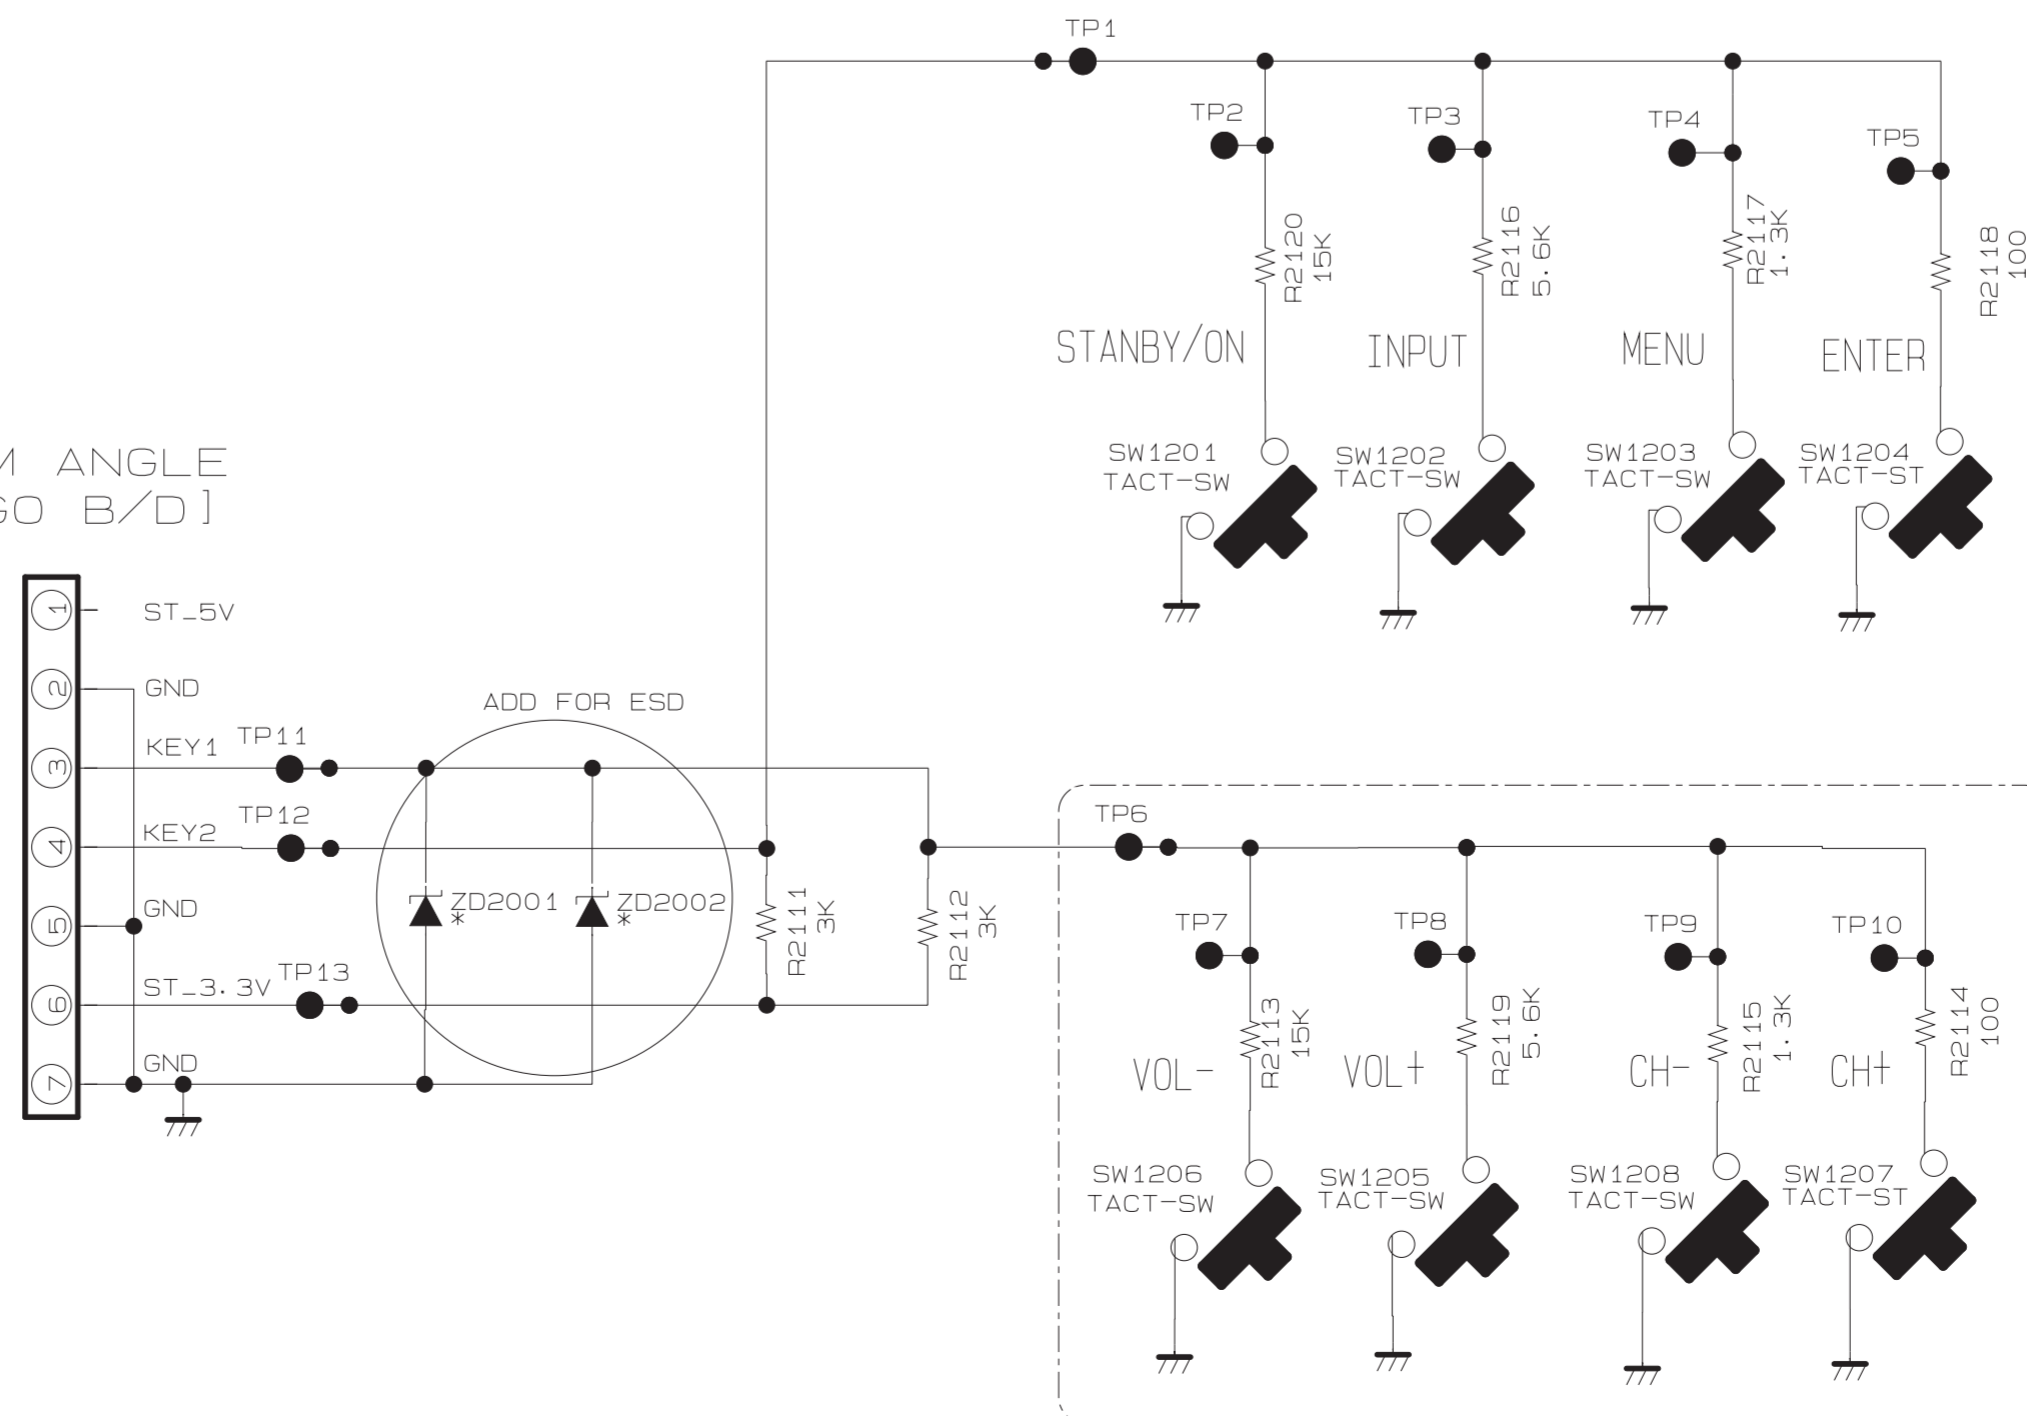 TP1
TP2
TP3
TP4
TP5
R2120
15K
R2116
5.6K
R2117
1.3K
R2118
100
STANBY/ON
INPUT
MENU
ENTER
SW1201
TACT-SW
SW1202
TACT-SW
SW1203
TACT-SW
SW1204
TACT-ST
M ANGLE
GO B/D]
1
ST_5V
2
GND
3
KEY1
TP11
4
KEY2
TP12
5
GND
6
ST_3.3V
TP13
7
GND
ADD FOR ESD
ZD2001
*
ZD2002
*
R2111
3K
R2112
3K
TP6
TP7
TP8
TP9
TP10
R2113
15K
R2119
5.6K
R2115
1.3K
R2114
100
VOL-
VOL+
CH-
CH+
SW1206
TACT-SW
SW1205
TACT-SW
SW1208
TACT-SW
SW1207
TACT-ST